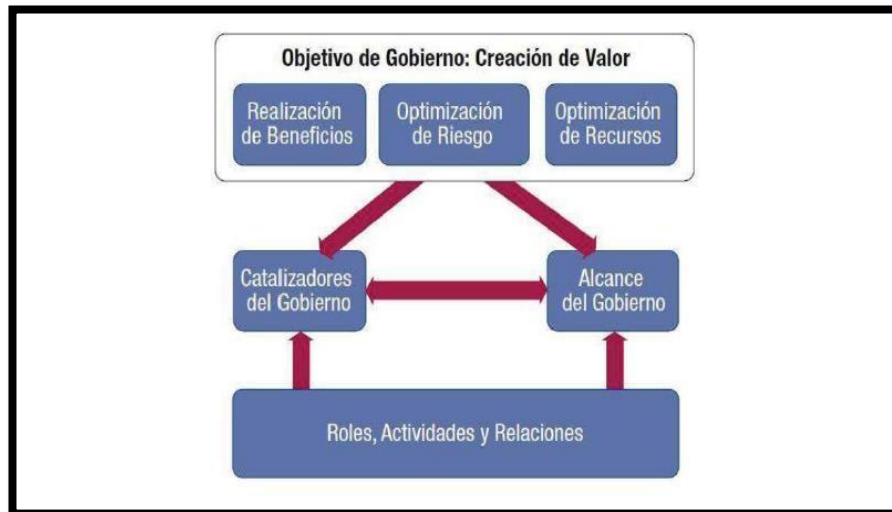 Objetivo de Gobierno: Creación de Valor
Realización
de Beneficios
Optimización
de Riesgo
Optimización
de Recursos
Catalizadores
del Gobierno
Alcance
del Gobierno
Roles, Actividades y Relaciones